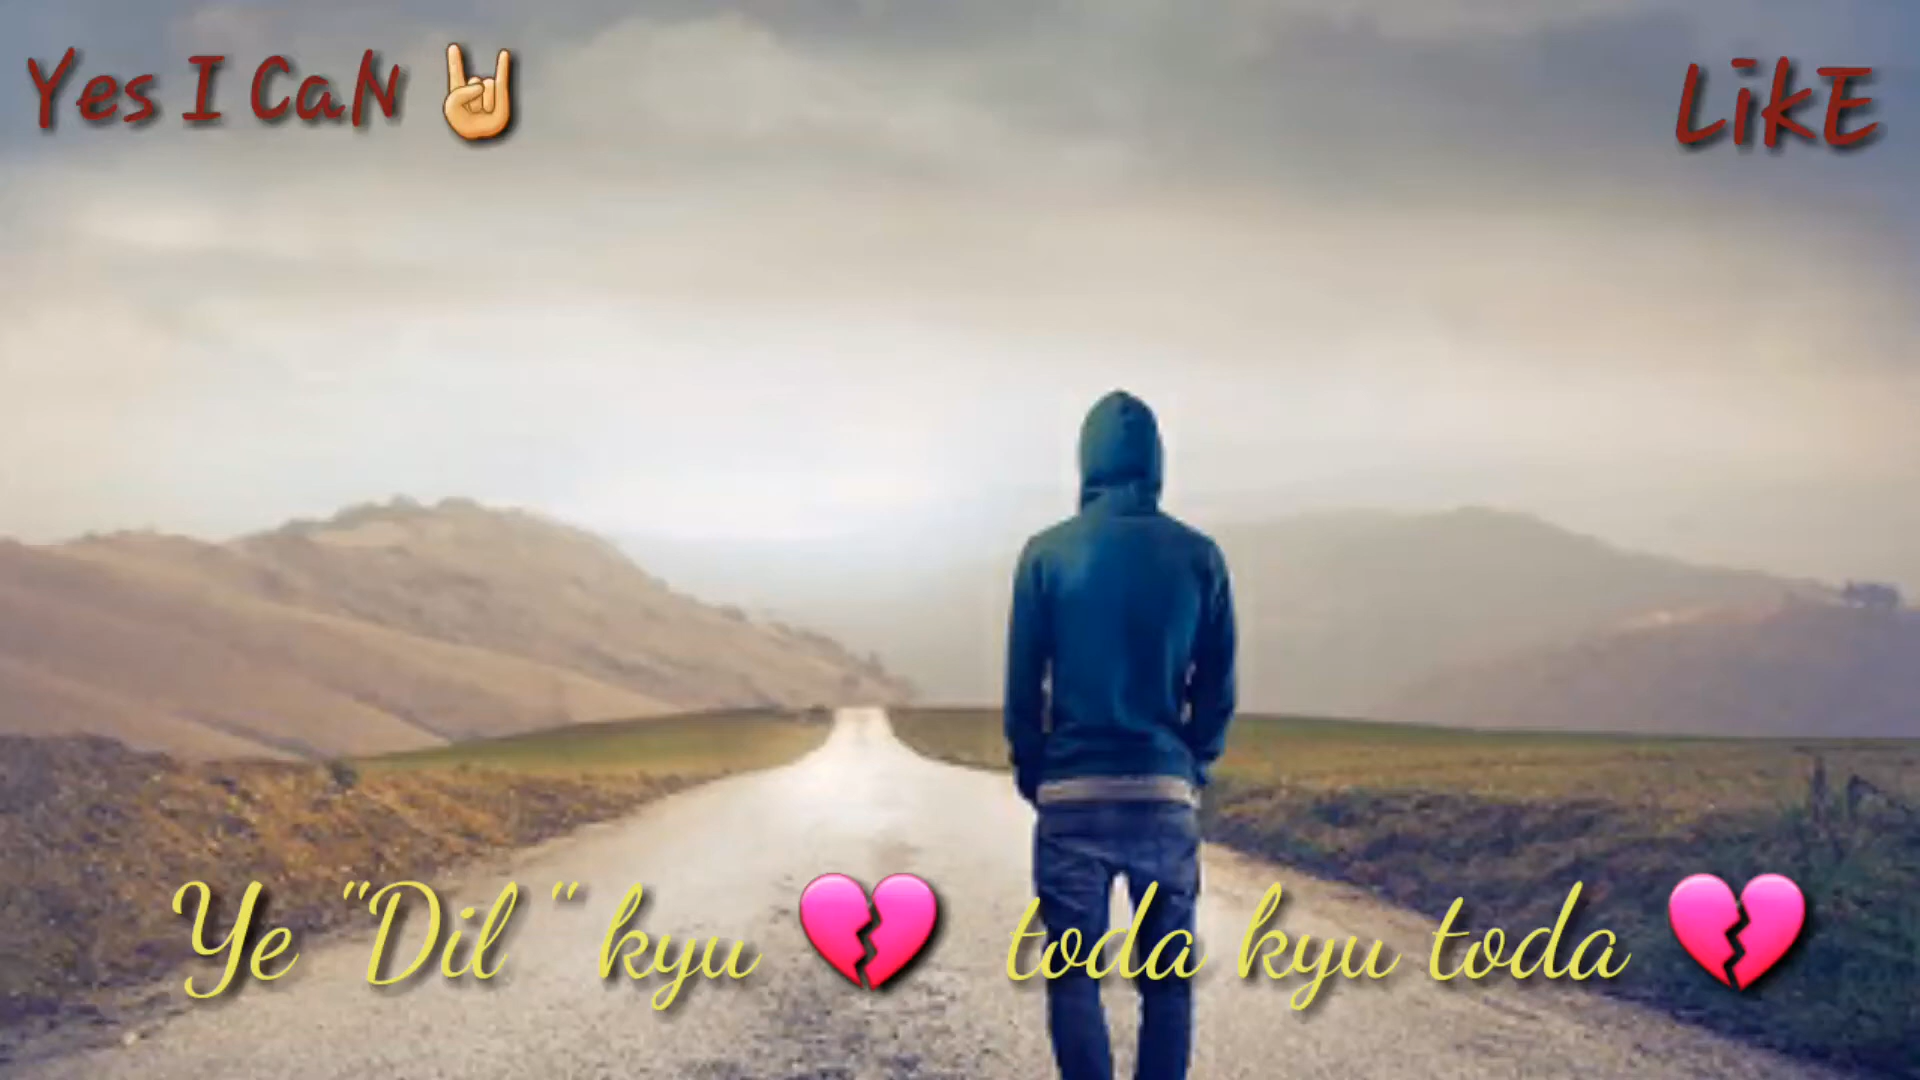 Yes I CaN 🤘
LikE
Ye "Dil" kyu 💔 toda kyu toda 💔